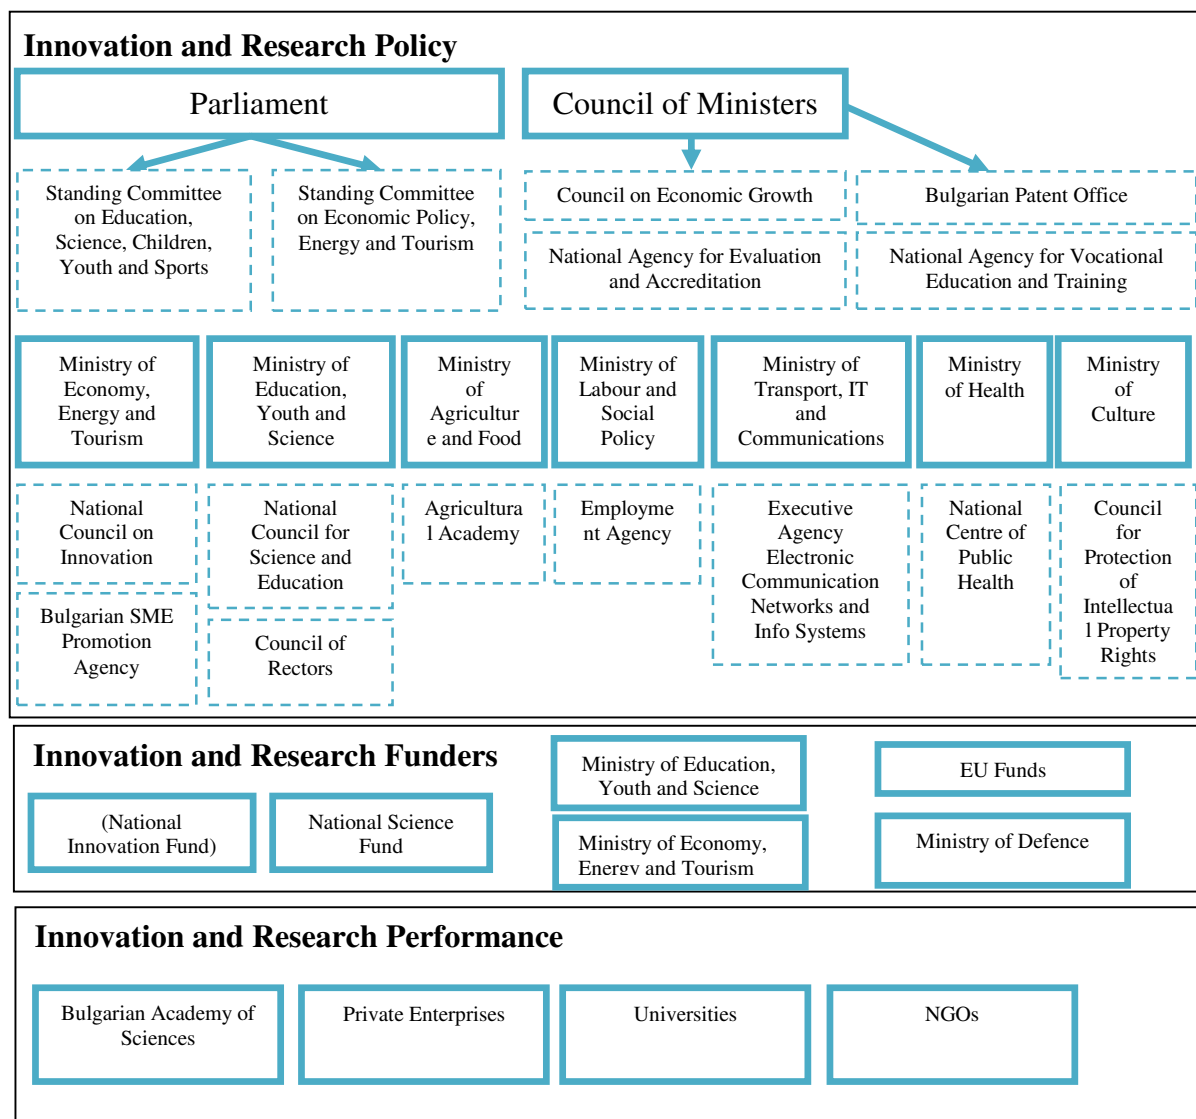 Innovation and Research Policy
Parliament
Council of Ministers
Standing Committee
on Education,
Science, Children,
Youth and Sports
Standing Committee
on Economic Policy,
Energy and Tourism
Council on Economic Growth
Bulgarian Patent Office
National Agency for Evaluation
and Accreditation
National Agency for Vocational
Education and Training
Ministry of
Economy,
Energy and
Tourism
Ministry of
Education,
Youth and
Science
Ministry
of
Agricultur
e and Food
Ministry of
Labour and
Social
Policy
Ministry of
Transport, IT
and
Communications
Ministry
of Health
Ministry
of
Culture
National
Council on
Innovation
National
Council for
Science and
Education
Agricultura
l Academy
Employme
nt Agency
Executive
Agency
Electronic
Communication
Networks and
Info Systems
National
Centre of
Public
Health
Council
for
Protection
of
Intellectua
l Property
Rights
Bulgarian SME
Promotion
Agency
Council of
Rectors
Innovation and Research Funders
(National
Innovation Fund)
National Science
Fund
Ministry of Education,
Youth and Science
EU Funds
Ministry of Economy,
Energy and Tourism
Ministry of Defence
Innovation and Research Performance
Bulgarian Academy of
Sciences
Private Enterprises
Universities
NGOs